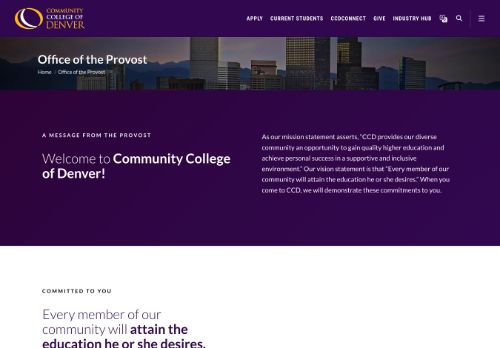 COMMUNITY
COLLEGE OF
DENVER
APPLY CURRENT STUDENTS CCDCONNECT GIVE INDUSTRY HUB
Office of the Provost
Home / Office of the Provost
A MESSAGE FROM THE PROVOST
Welcome to Community College
of Denver!
As our mission statement asserts, "CCD provides our diverse
community an opportunity to gain quality higher education and
achieve personal success in a supportive and inclusive
environment." Our vision statement is that "Every member of our
community will attain the education he or she desires." When you
come to CCD, we will demonstrate these commitments to you.
COMMITTED TO YOU
Every member of our
community will attain the
education he or she desires.